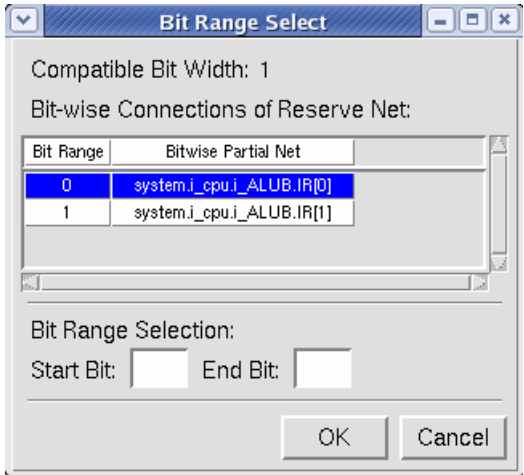 Bit Range Select
Compatible Bit Width: 1
Bit-wise Connections of Reserve Net:
Bit Range Bitwise Partial Net
0 system.i_cpu.i_ALUB.IR[0]
1 system.i_cpu.i_ALUB.IR[1]
Bit Range Selection:
Start Bit: End Bit:
OK Cancel